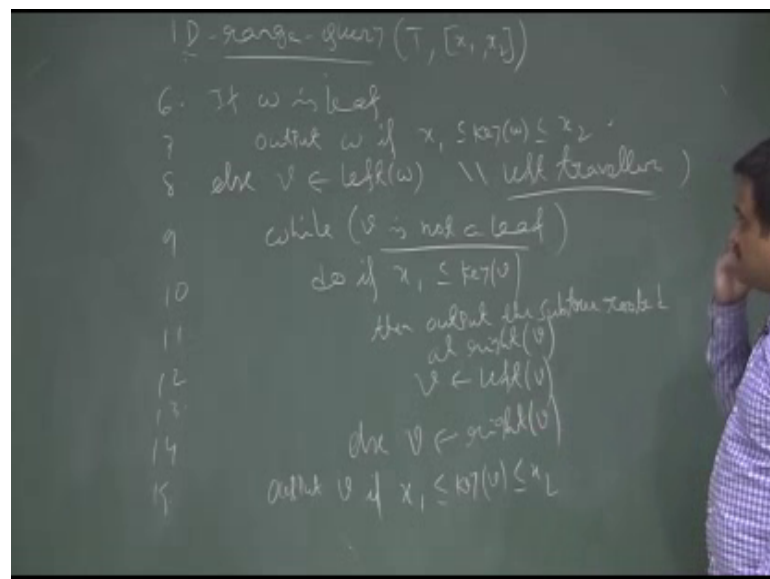 1D-range-query (T, [x₁, x₂])
6. If ω is leaf
7 output ω if x₁ ≤ key(ω) ≤ x₂ .
8 else v ← left(ω) \\ left traveller )
9 while (v is not a leaf)
10 do if x₁ ≤ key(v)
11 then output the subtree rooted
at right(v)
12 v ← left(v)
13.
14 else v ← right(v)
15 output v if x₁ ≤ key(v) ≤ x₂